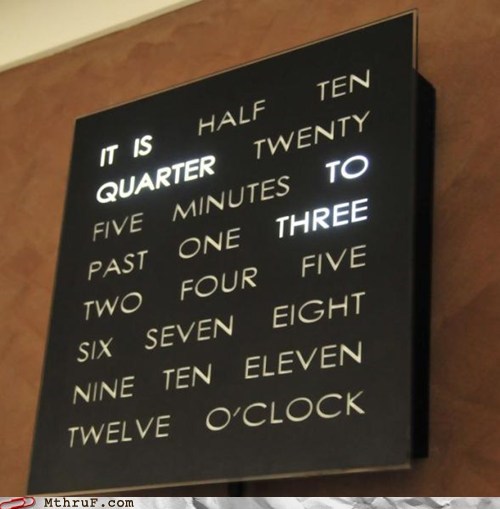 IT IS HALF TEN
QUARTER TWENTY
FIVE MINUTES TO
PAST ONE THREE
TWO FOUR FIVE
SIX SEVEN EIGHT
NINE TEN ELEVEN
TWELVE O'CLOCK
MthruF.com